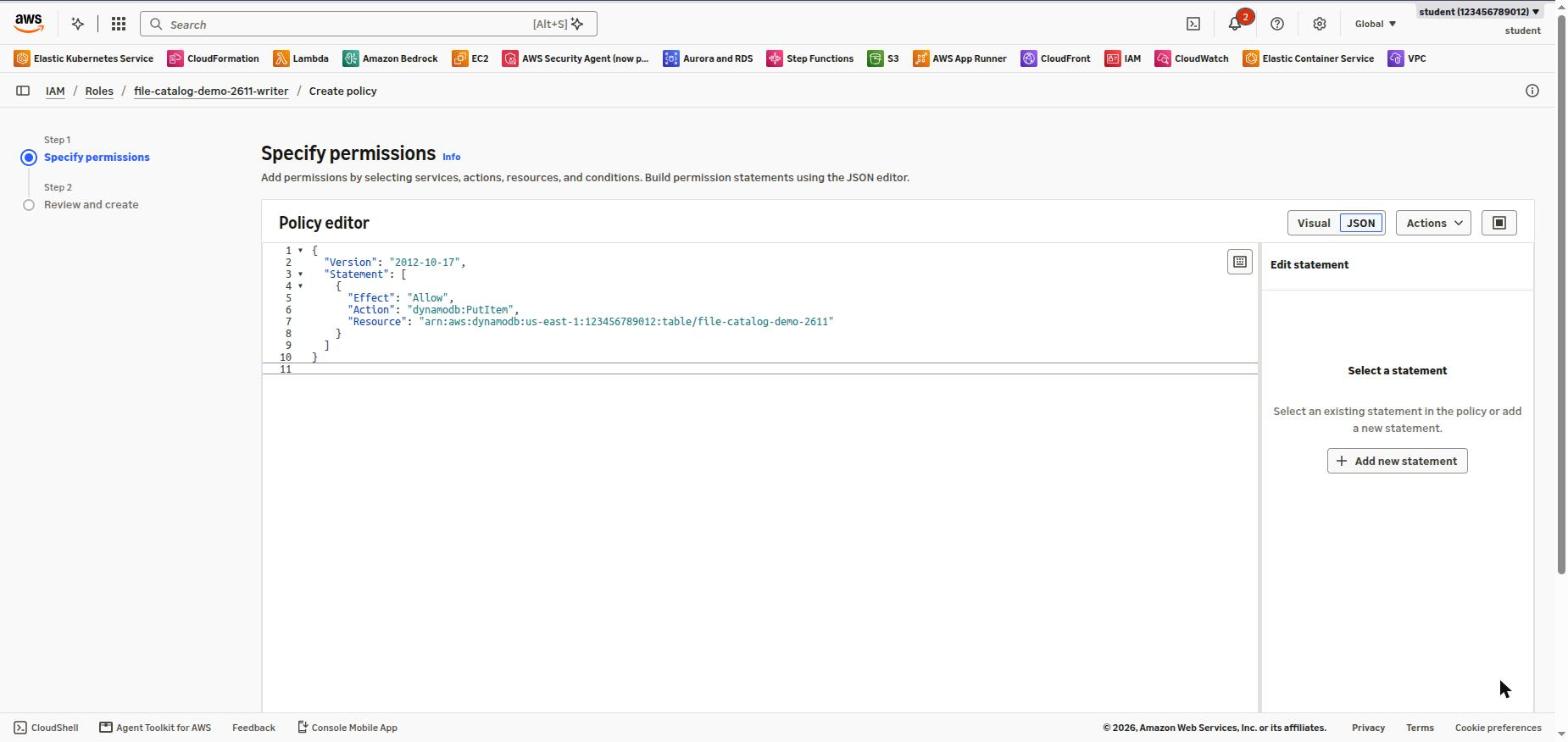 aws
Search [Alt+S]
2
Global
student (123456789012)
student
Elastic Kubernetes Service CloudFormation Lambda Amazon Bedrock EC2 AWS Security Agent (now p... Aurora and RDS Step Functions S3 AWS App Runner CloudFront IAM CloudWatch Elastic Container Service VPC
IAM / Roles / file-catalog-demo-2611-writer / Create policy
Step 1
Specify permissions
Step 2
Review and create
Specify permissions Info
Add permissions by selecting services, actions, resources, and conditions. Build permission statements using the JSON editor.
Policy editor
Visual JSON Actions
1 {
2 "Version": "2012-10-17",
3 "Statement": [
4 {
5 "Effect": "Allow",
6 "Action": "dynamodb:PutItem",
7 "Resource": "arn:aws:dynamodb:us-east-1:123456789012:table/file-catalog-demo-2611"
8 }
9 ]
10 }
11
Edit statement
Select a statement
Select an existing statement in the policy or add
a new statement.
+ Add new statement
CloudShell Agent Toolkit for AWS Feedback Console Mobile App
© 2026, Amazon Web Services, Inc. or its affiliates. Privacy Terms Cookie preferences